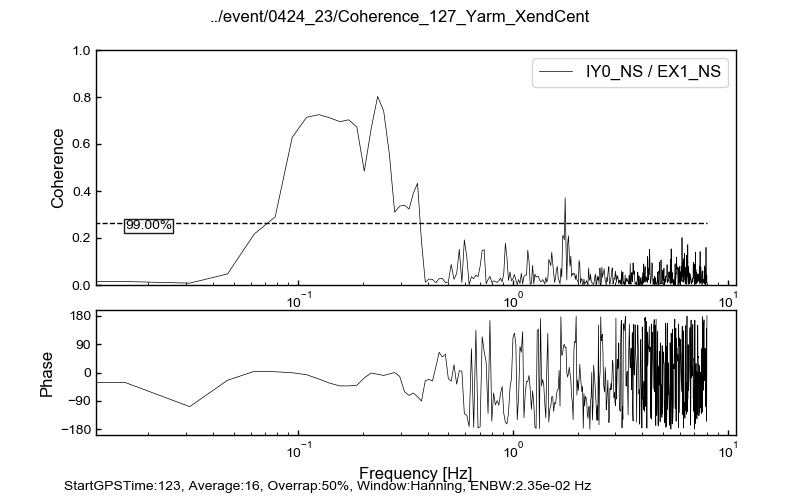 ../event/0424_23/Coherence_127_Yarm_XendCent
1.0
IY0_NS / EX1_NS
0.8
0.6
Coherence
0.4
99.00%
0.2
0.0
10⁻¹ 10⁰ 10¹
180
90
Phase
0
−90
−180
10⁻¹ 10⁰ 10¹
Frequency [Hz]
StartGPSTime:123, Average:16, Overrap:50%, Window:Hanning, ENBW:2.35e-02 Hz